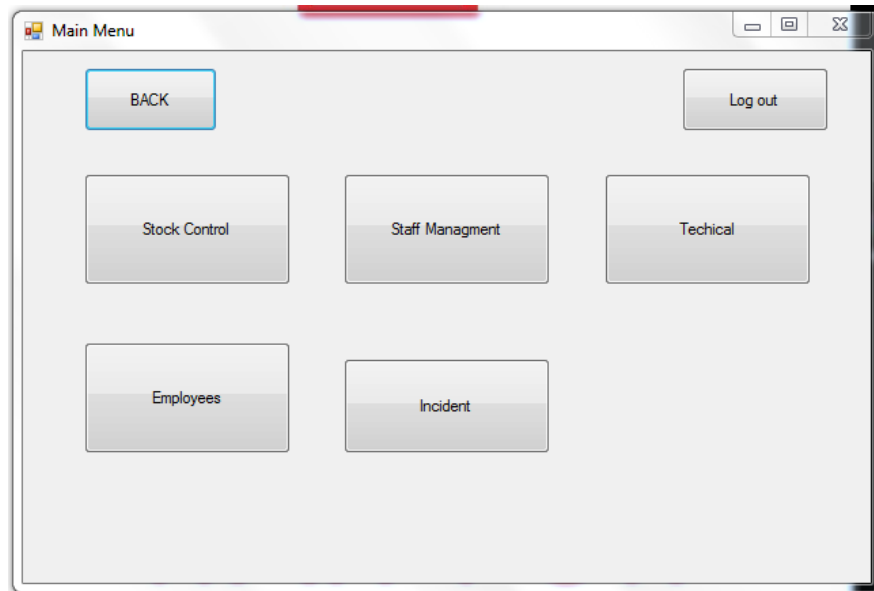 Main Menu
BACK
Log out
Stock Control
Staff Managment
Techical
Employees
Incident